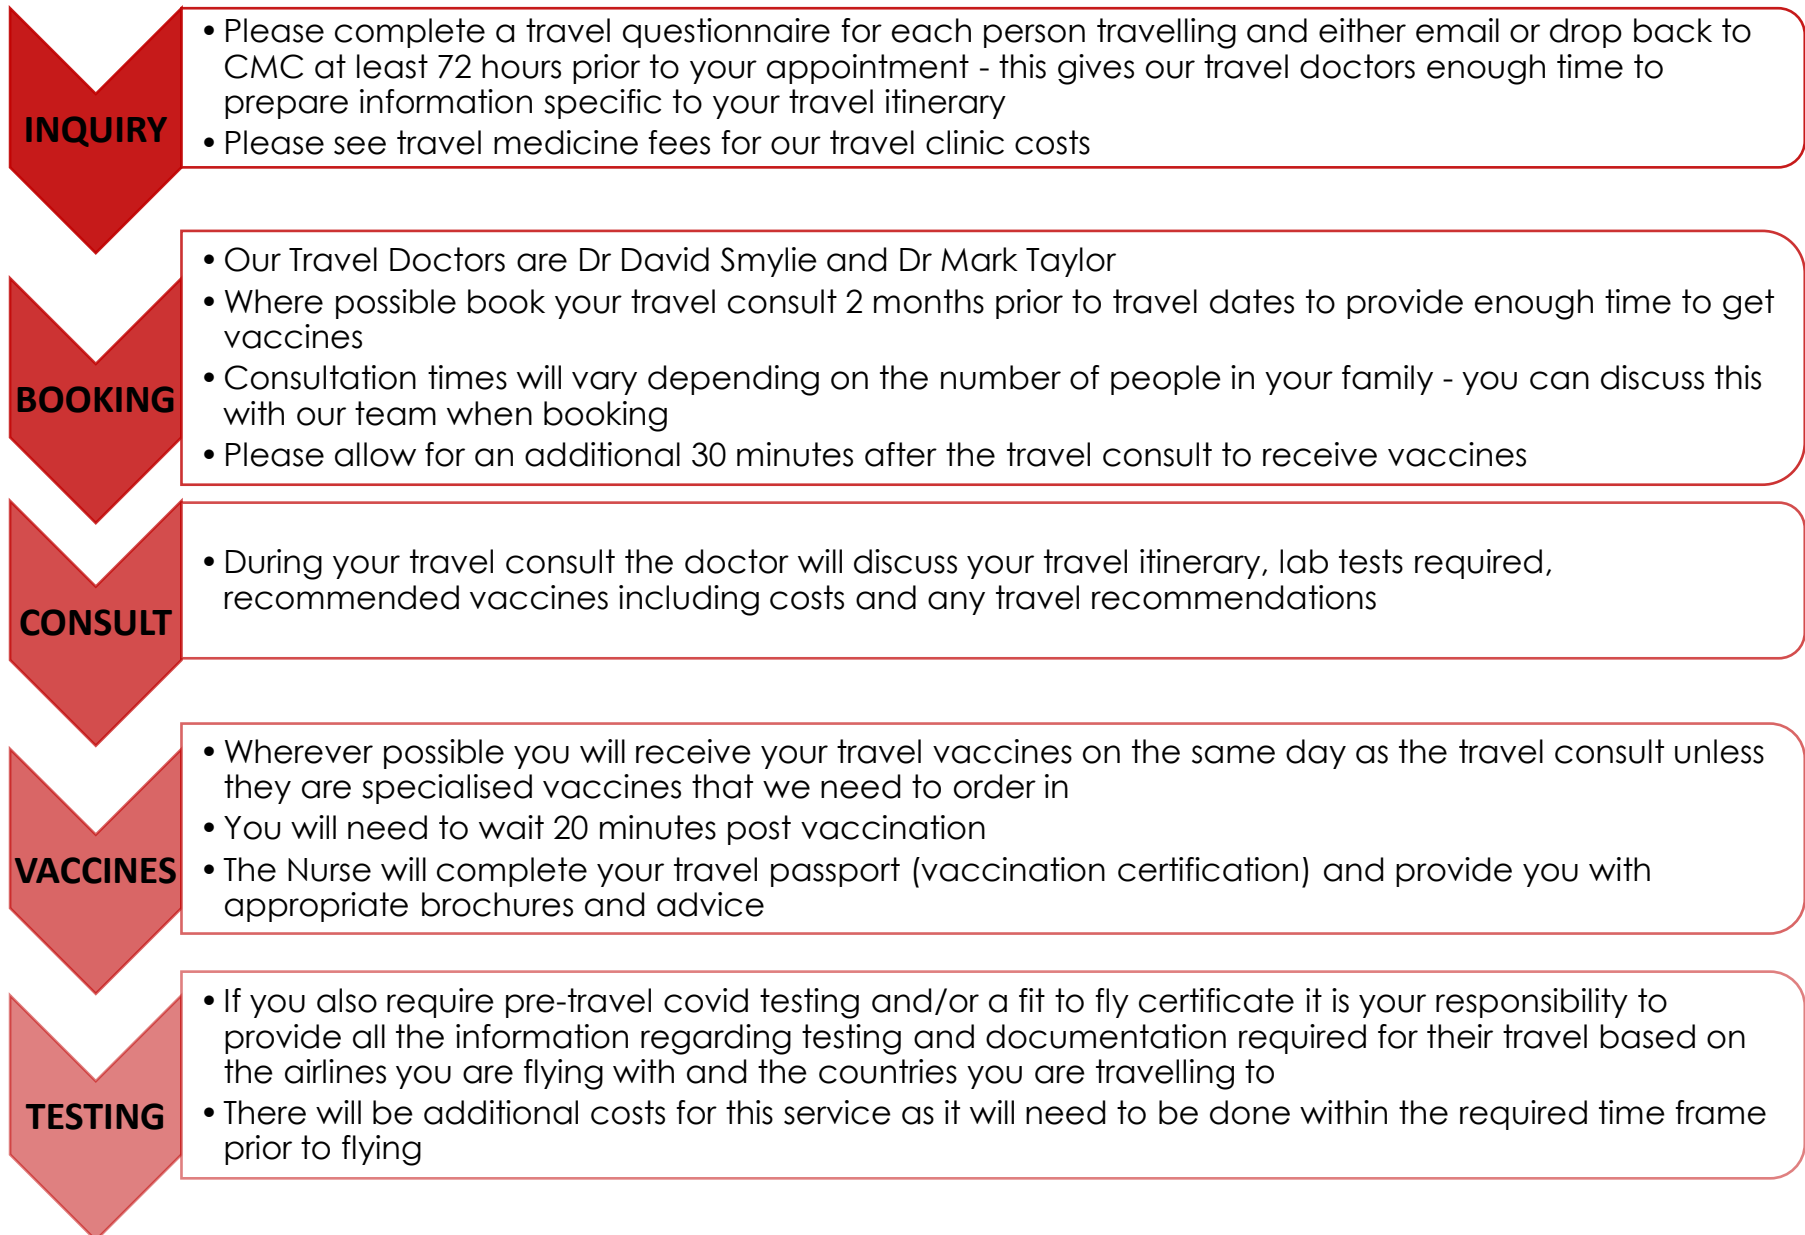 INQUIRY
• Please complete a travel questionnaire for each person travelling and either email or drop back to
CMC at least 72 hours prior to your appointment - this gives our travel doctors enough time to
prepare information specific to your travel itinerary
• Please see travel medicine fees for our travel clinic costs
BOOKING
• Our Travel Doctors are Dr David Smylie and Dr Mark Taylor
• Where possible book your travel consult 2 months prior to travel dates to provide enough time to get
vaccines
• Consultation times will vary depending on the number of people in your family - you can discuss this
with our team when booking
• Please allow for an additional 30 minutes after the travel consult to receive vaccines
CONSULT
• During your travel consult the doctor will discuss your travel itinerary, lab tests required,
recommended vaccines including costs and any travel recommendations
VACCINES
• Wherever possible you will receive your travel vaccines on the same day as the travel consult unless
they are specialised vaccines that we need to order in
• You will need to wait 20 minutes post vaccination
• The Nurse will complete your travel passport (vaccination certification) and provide you with
appropriate brochures and advice
TESTING
• If you also require pre-travel covid testing and/or a fit to fly certificate it is your responsibility to
provide all the information regarding testing and documentation required for their travel based on
the airlines you are flying with and the countries you are travelling to
• There will be additional costs for this service as it will need to be done within the required time frame
prior to flying